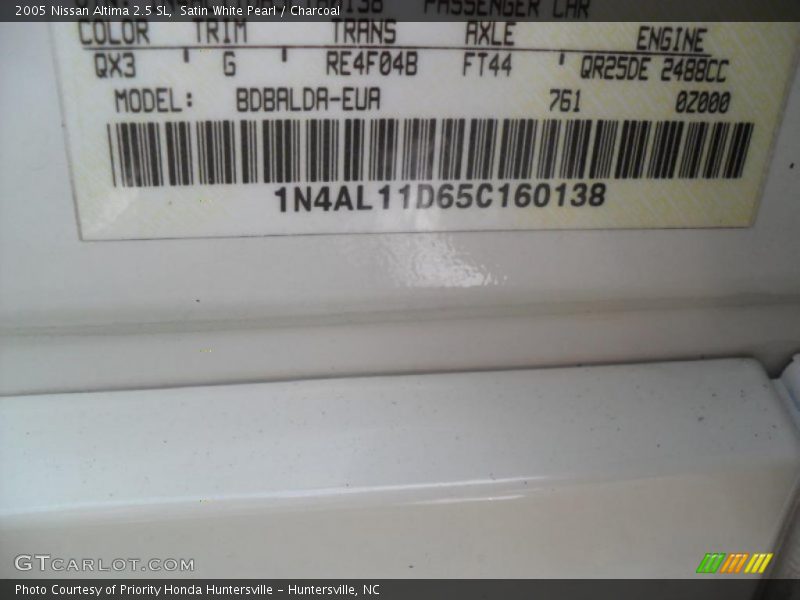 2005 Nissan Altima 2.5 SL, Satin White Pearl / Charcoal
138 PASSENGER CAR
COLOR TRIM TRANS AXLE ENGINE
QX3 G RE4F04B FT44 QR25DE 2488CC
MODEL: BDBALDA-EUA 761 0Z000
1N4AL11D65C160138
GTCARLOT.COM
Photo Courtesy of Priority Honda Huntersville – Huntersville, NC